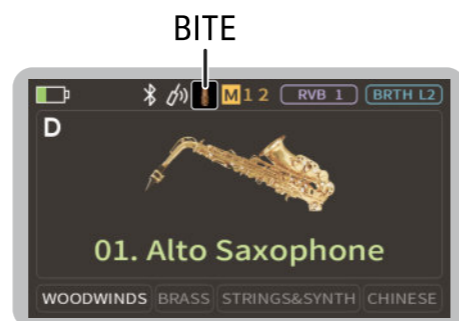 BITE
M 1 2 RVB 1 BRTH L2
D
01. Alto Saxophone
WOODWINDS BRASS STRINGS&SYNTH CHINESE